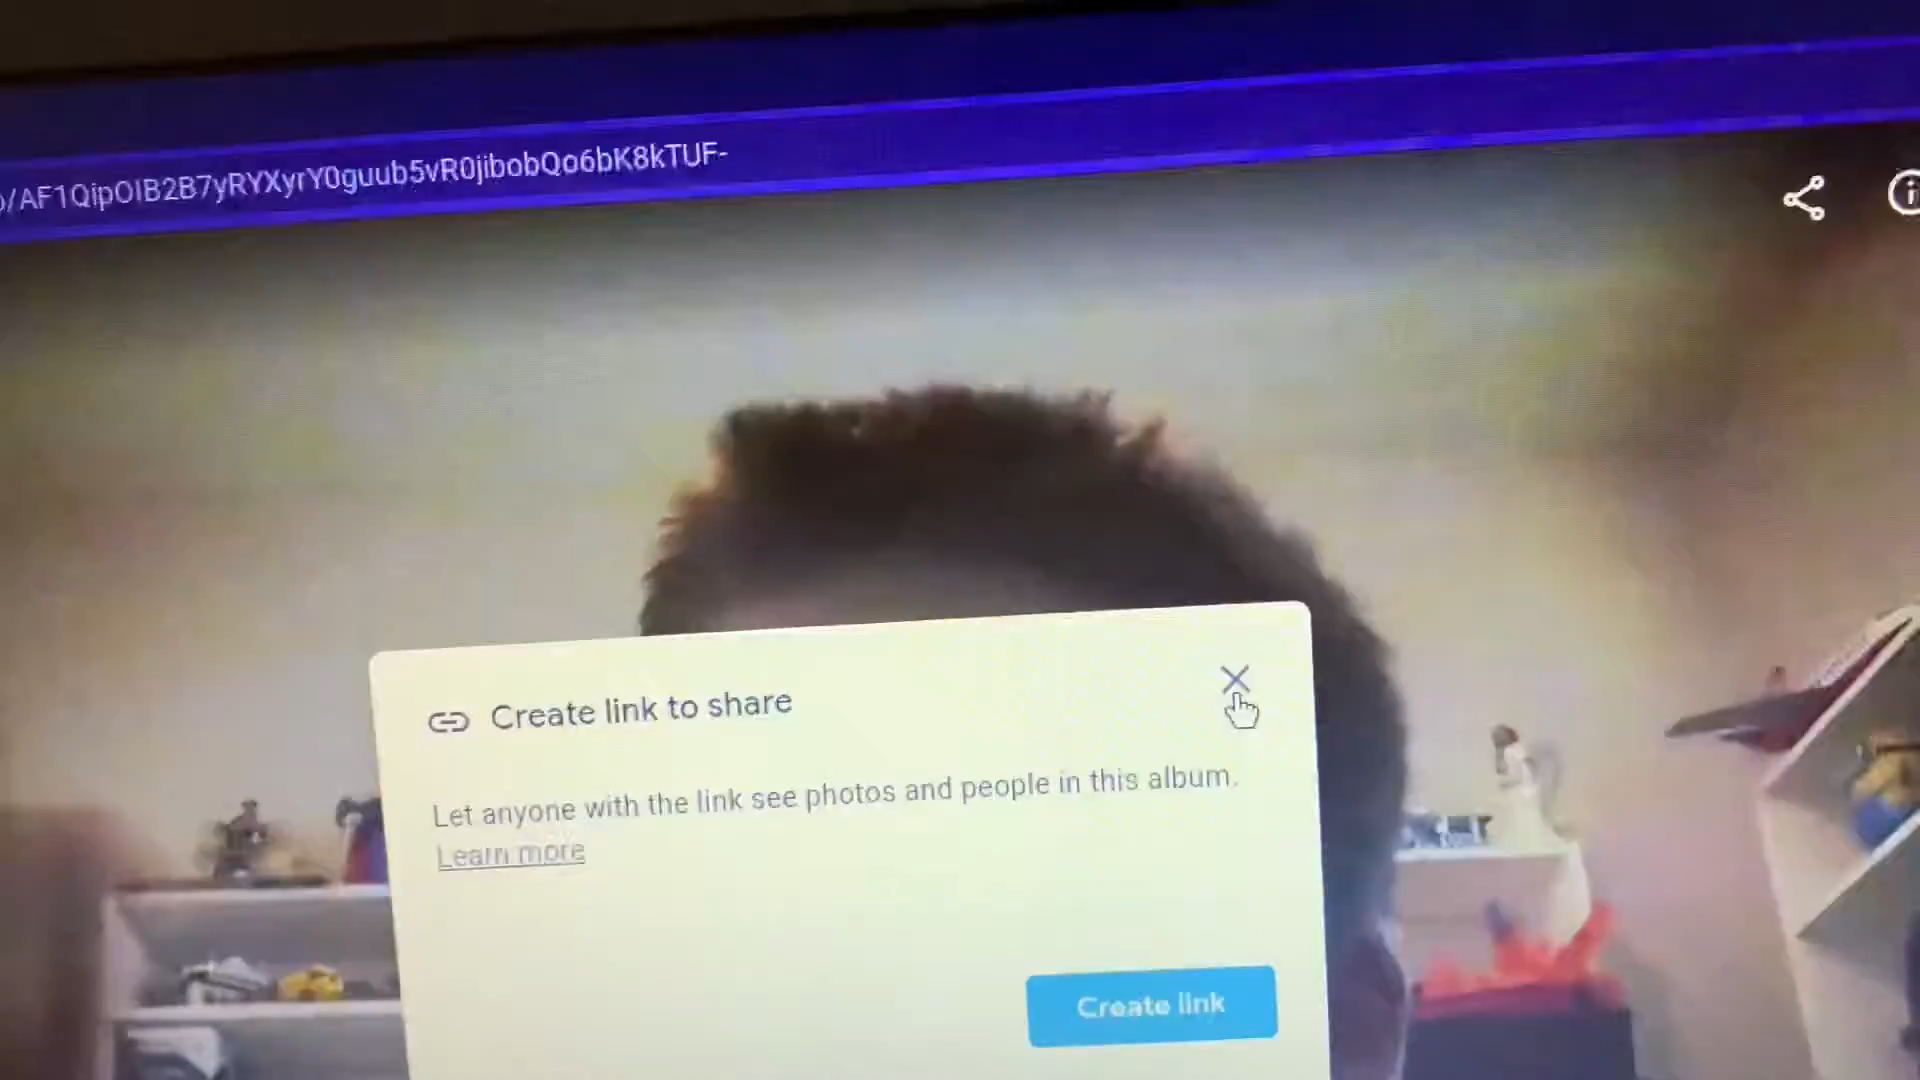 /AF1QipOIB2B7yRYXyrY0guub5vR0jibobQo6bK8kTUF-
Create link to share
Let anyone with the link see photos and people in this album.
Learn more
Create link